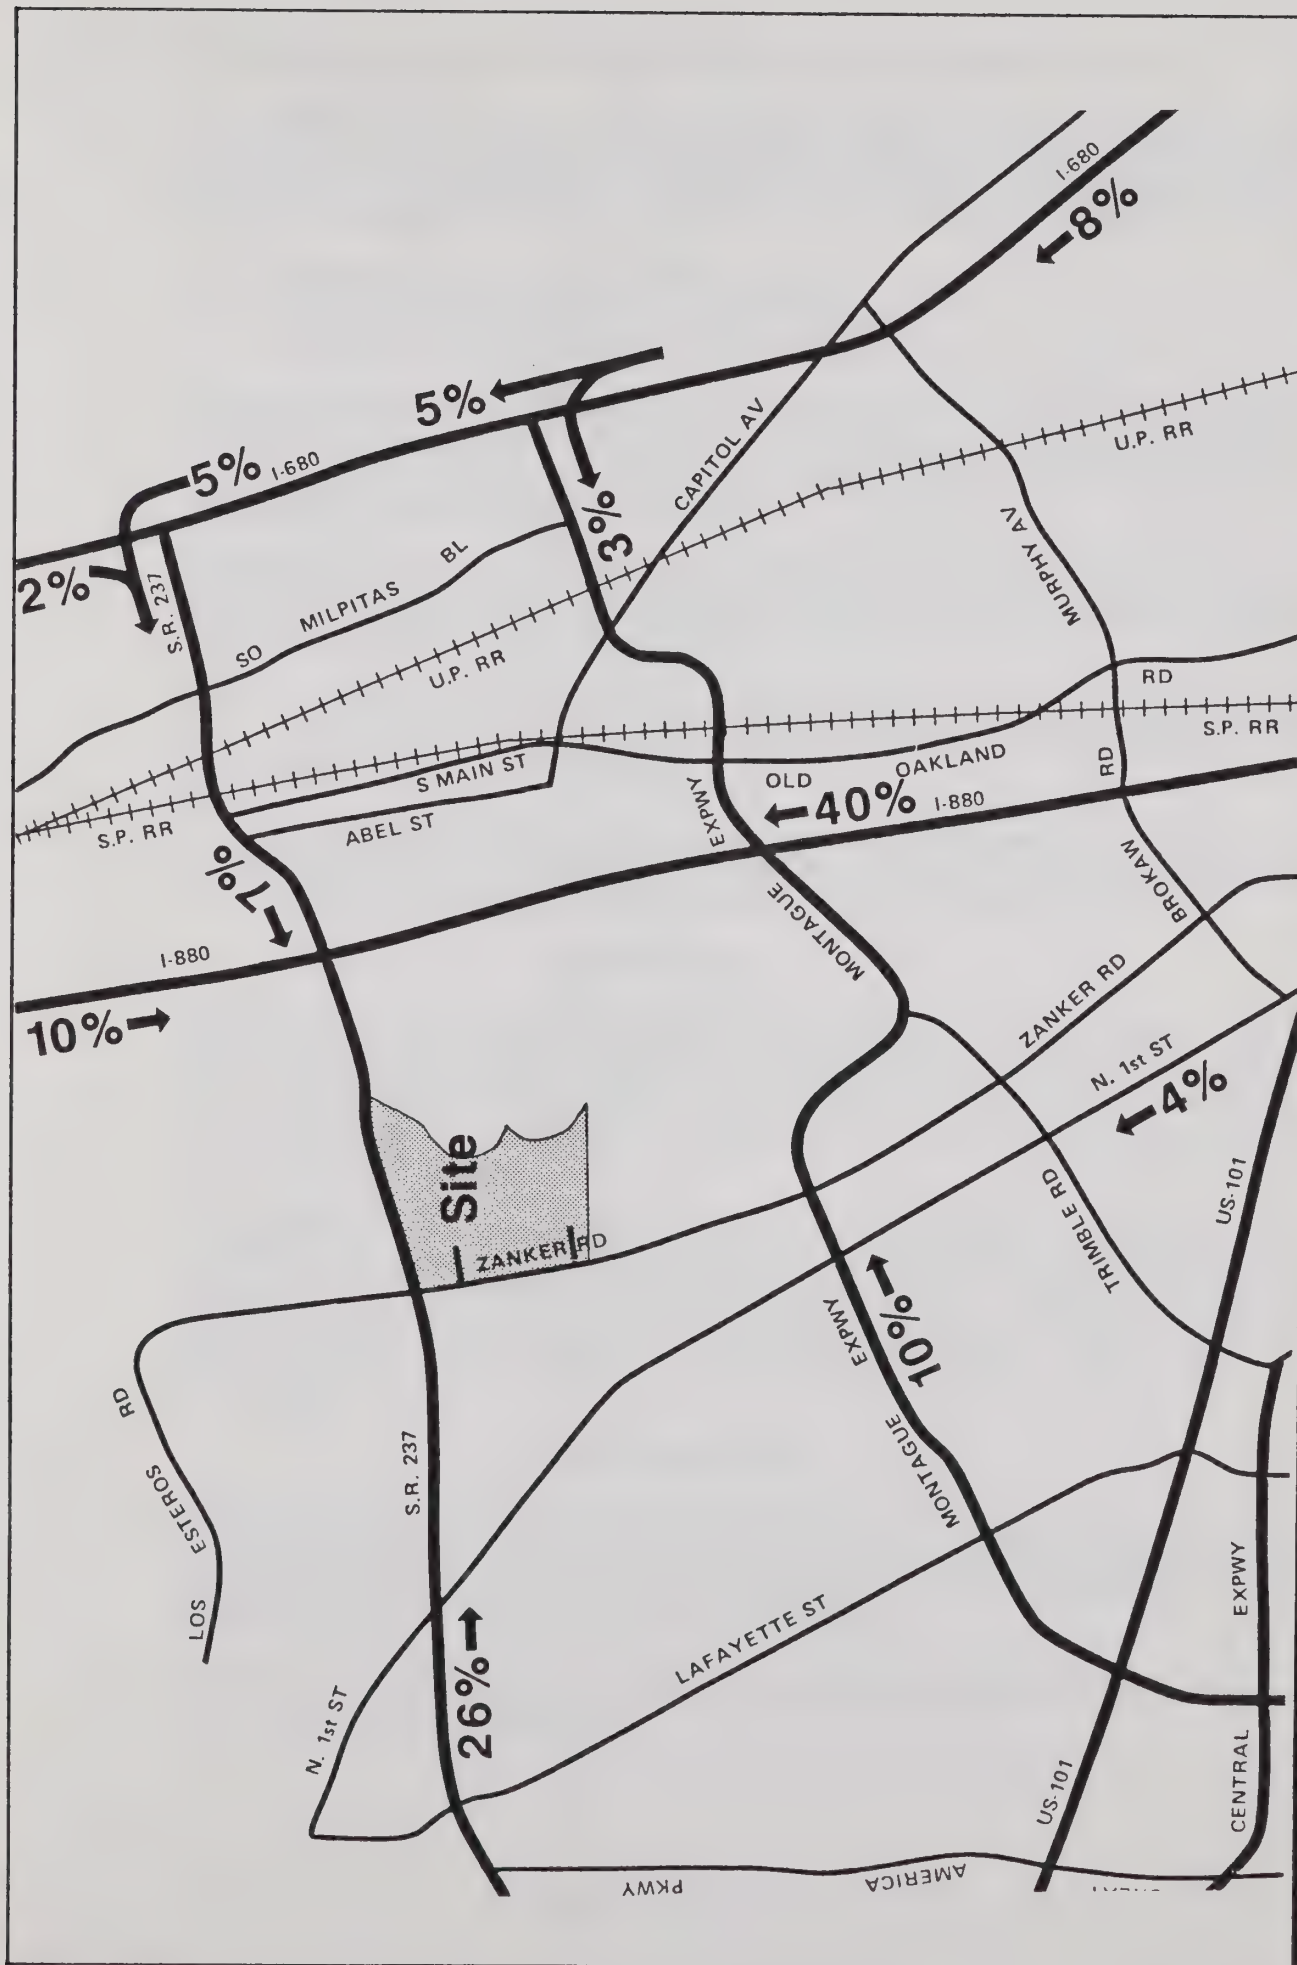 I-680
8%
5%
CAPITOL AV
U.P. RR
5%
I-680
3%
MURPHY AV
2%
S.R. 237
SO MILPITAS BL
U.P. RR
RD
S.P. RR
S MAIN ST
OLD OAKLAND
RD
ABEL ST
S.P. RR
EXPWY
40%
I-880
7%
MONTAGUE
BROKAW
I-880
10%
ZANKER RD
N. 1st ST
4%
Site
TRIMBLE RD
US-101
ZANKER RD
EXPWY
10%
RD
ESTEROS
LOS
S.R. 237
MONTAGUE
EXPWY
LAFAYETTE ST
26%
N. 1st ST
US-101
CENTRAL
PKWY
AMERICA